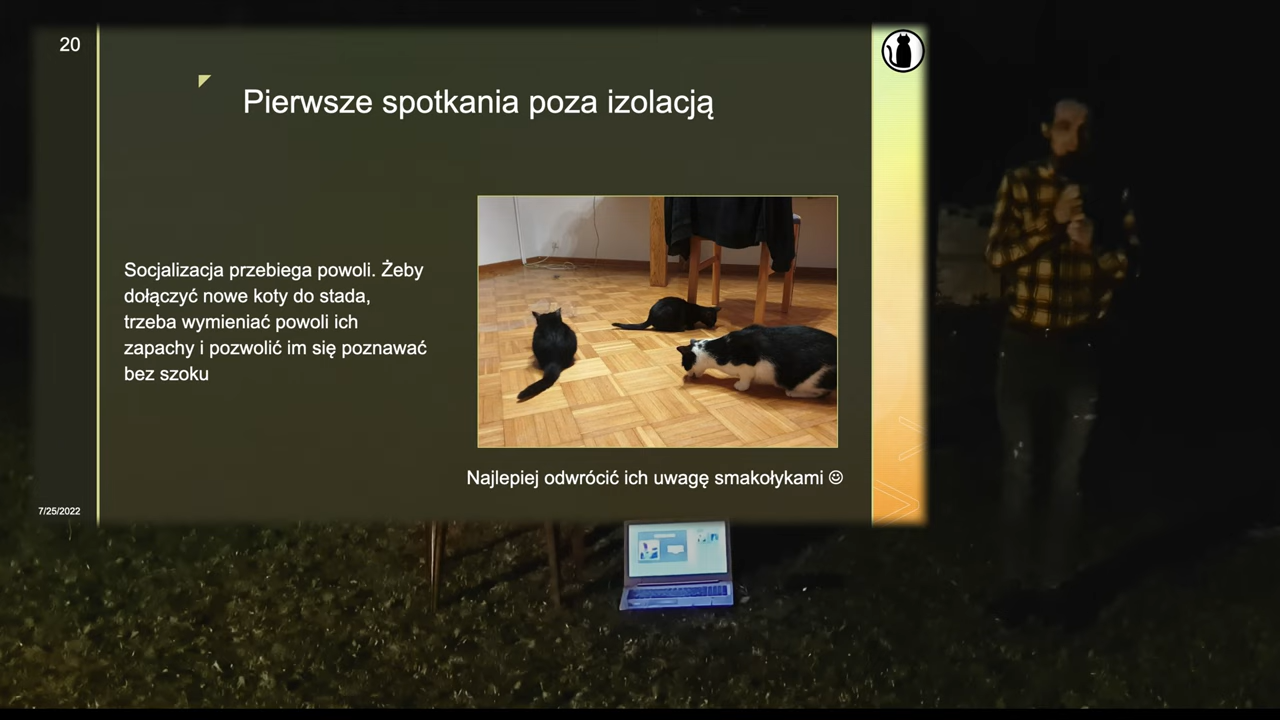 20
Pierwsze spotkania poza izolacją
Socjalizacja przebiega powoli. Żeby
dołączyć nowe koty do stada,
trzeba wymieniać powoli ich
zapachy i pozwolić im się poznawać
bez szoku
Najlepiej odwrócić ich uwagę smakołykami ☺
7/25/2022